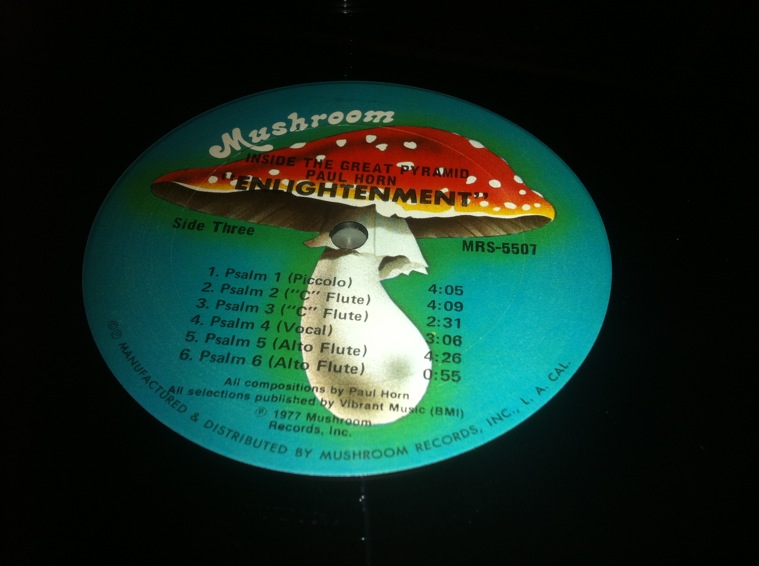 Mushroom
INSIDE THE GREAT PYRAMID
PAUL HORN
"ENLIGHTENMENT"
Side Three
MRS-5507
1. Psalm 1 (Piccolo) 4:05
2. Psalm 2 ("C" Flute) 4:09
3. Psalm 3 ("C" Flute) 2:31
4. Psalm 4 (Vocal) 3:06
5. Psalm 5 (Alto Flute) 4:26
6. Psalm 6 (Alto Flute) 0:55
All compositions by Paul Horn
All selections published by Vibrant Music (BMI)
℗ 1977 Mushroom
Records, Inc.
©℗ MANUFACTURED & DISTRIBUTED BY MUSHROOM RECORDS, INC., L. A. CAL.